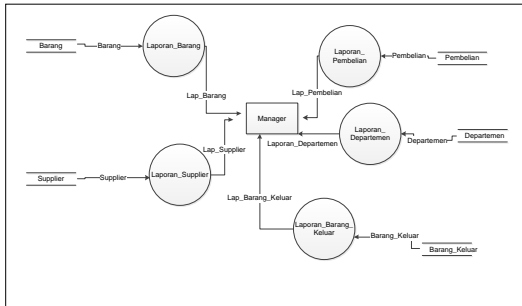 Barang
Barang
Laporan_Barang
Lap_Barang
Laporan_
Pembelian
Pembelian
Pembelian
Lap_Pembelian
Manager
Laporan_
Departemen
Departemen
Departemen
Laporan_Departemen
Lap_Supplier
Supplier
Supplier
Laporan_Supplier
Lap_Barang_Keluar
Laporan_Barang_
Keluar
Barang_Keluar
Barang_Keluar